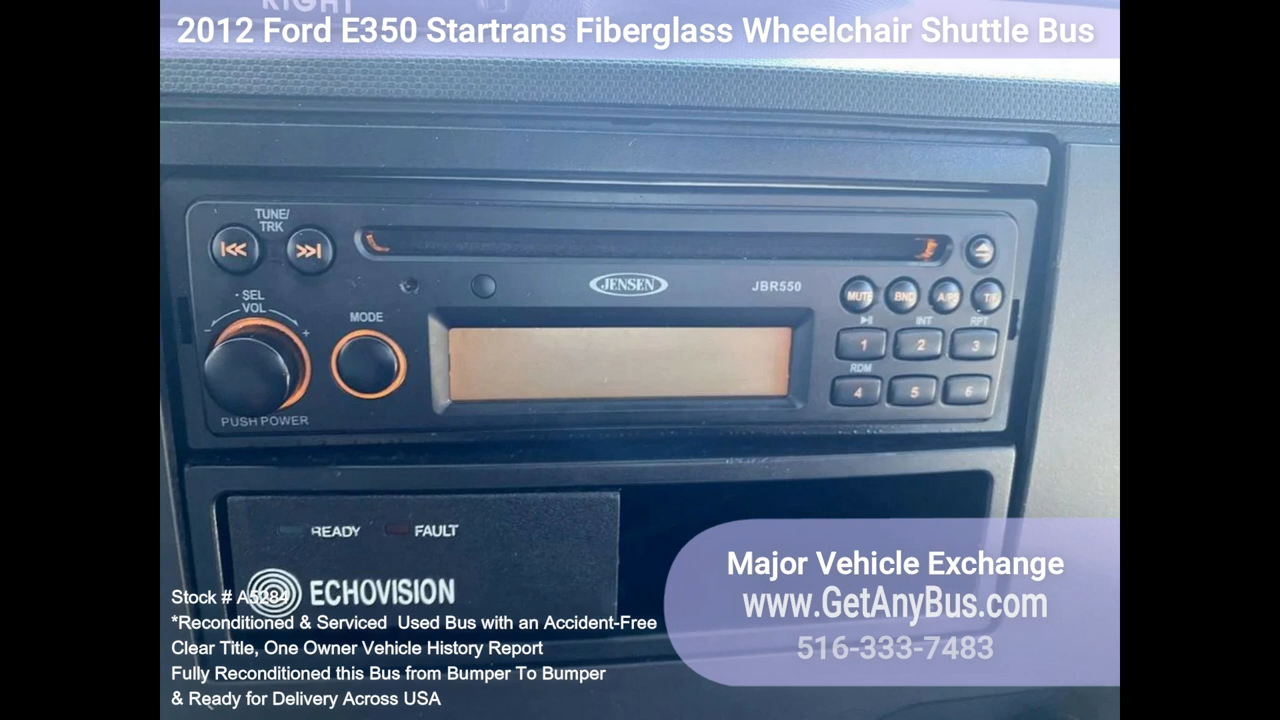 RIGHT
2012 Ford E350 Startrans Fiberglass Wheelchair Shuttle Bus
TUNE/
TRK
JENSEN
JBR550
SEL
VOL
- +
MODE
MUTE BND A/PS
INT RPT
1 2 3
RDM
4 5 6
PUSH POWER
READY FAULT
ECHOVISION
Major Vehicle Exchange
www.GetAnyBus.com
516-333-7483
Stock # A5284
*Reconditioned & Serviced Used Bus with an Accident-Free
Clear Title, One Owner Vehicle History Report
Fully Reconditioned this Bus from Bumper To Bumper
& Ready for Delivery Across USA